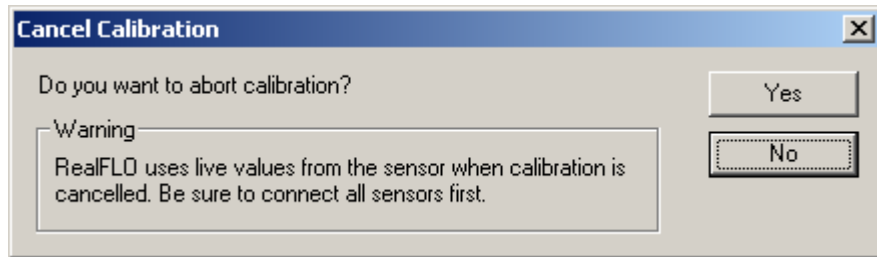 Cancel Calibration
Do you want to abort calibration?
Yes
Warning
No
RealFLO uses live values from the sensor when calibration is
cancelled. Be sure to connect all sensors first.